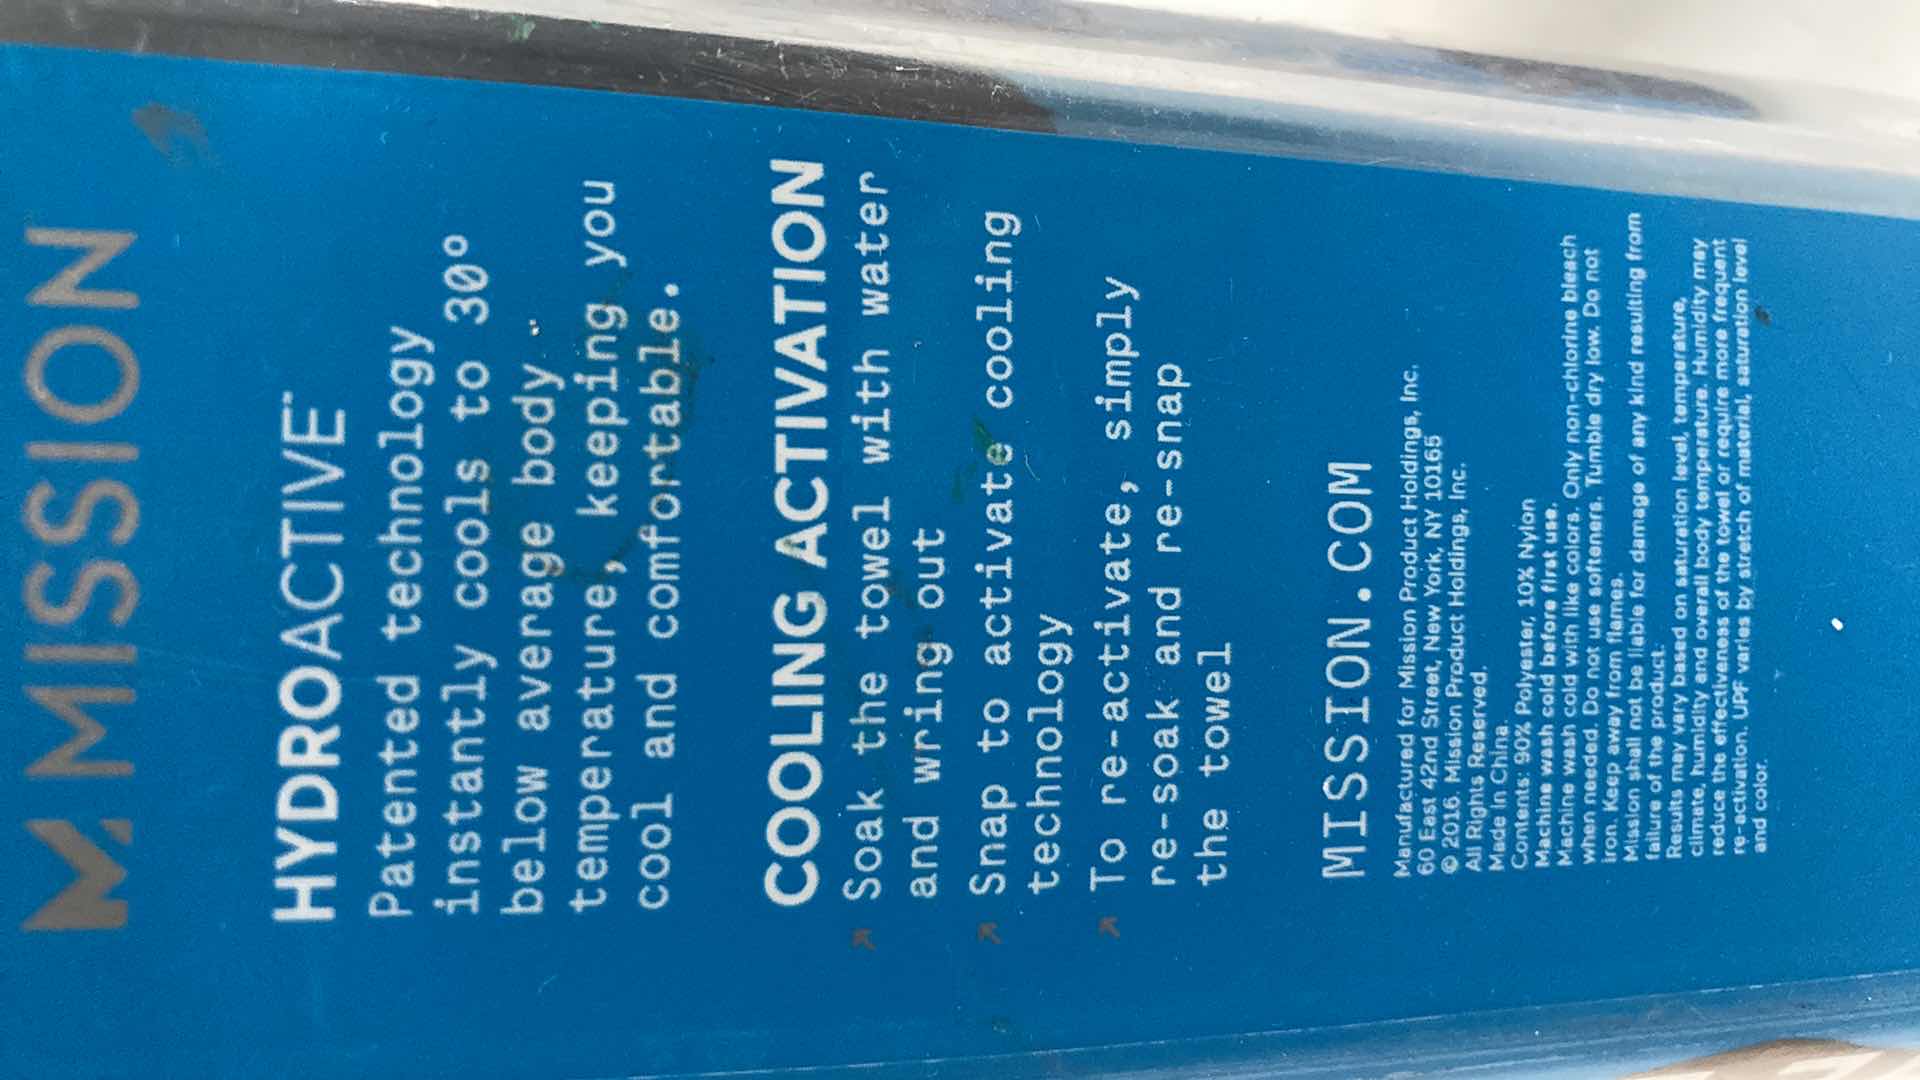 MISSION
HYDROACTIVE™
Patented technology
instantly cools to 30°
below average body
temperature, keeping you
cool and comfortable.
COOLING ACTIVATION
Soak the towel with water
and wring out
Snap to activate cooling
technology
To re-activate, simply
re-soak and re-snap
the towel
MISSION.COM
Manufactured for Mission Product Holdings, Inc.
60 East 42nd Street, New York, NY 10165
© 2016. Mission Product Holdings, Inc.
All Rights Reserved.
Made In China.
Contents: 90% Polyester, 10% Nylon
Machine wash cold before first use.
Machine wash cold with like colors. Only non-chlorine bleach
when needed. Do not use softeners. Tumble dry low. Do not
iron. Keep away from flames.
Mission shall not be liable for damage of any kind resulting from
failure of the product.
Results may vary based on saturation level, temperature,
climate, humidity and overall body temperature. Humidity may
reduce the effectiveness of the towel or require more frequent
re-activation. UPF varies by stretch of material, saturation level
and color.